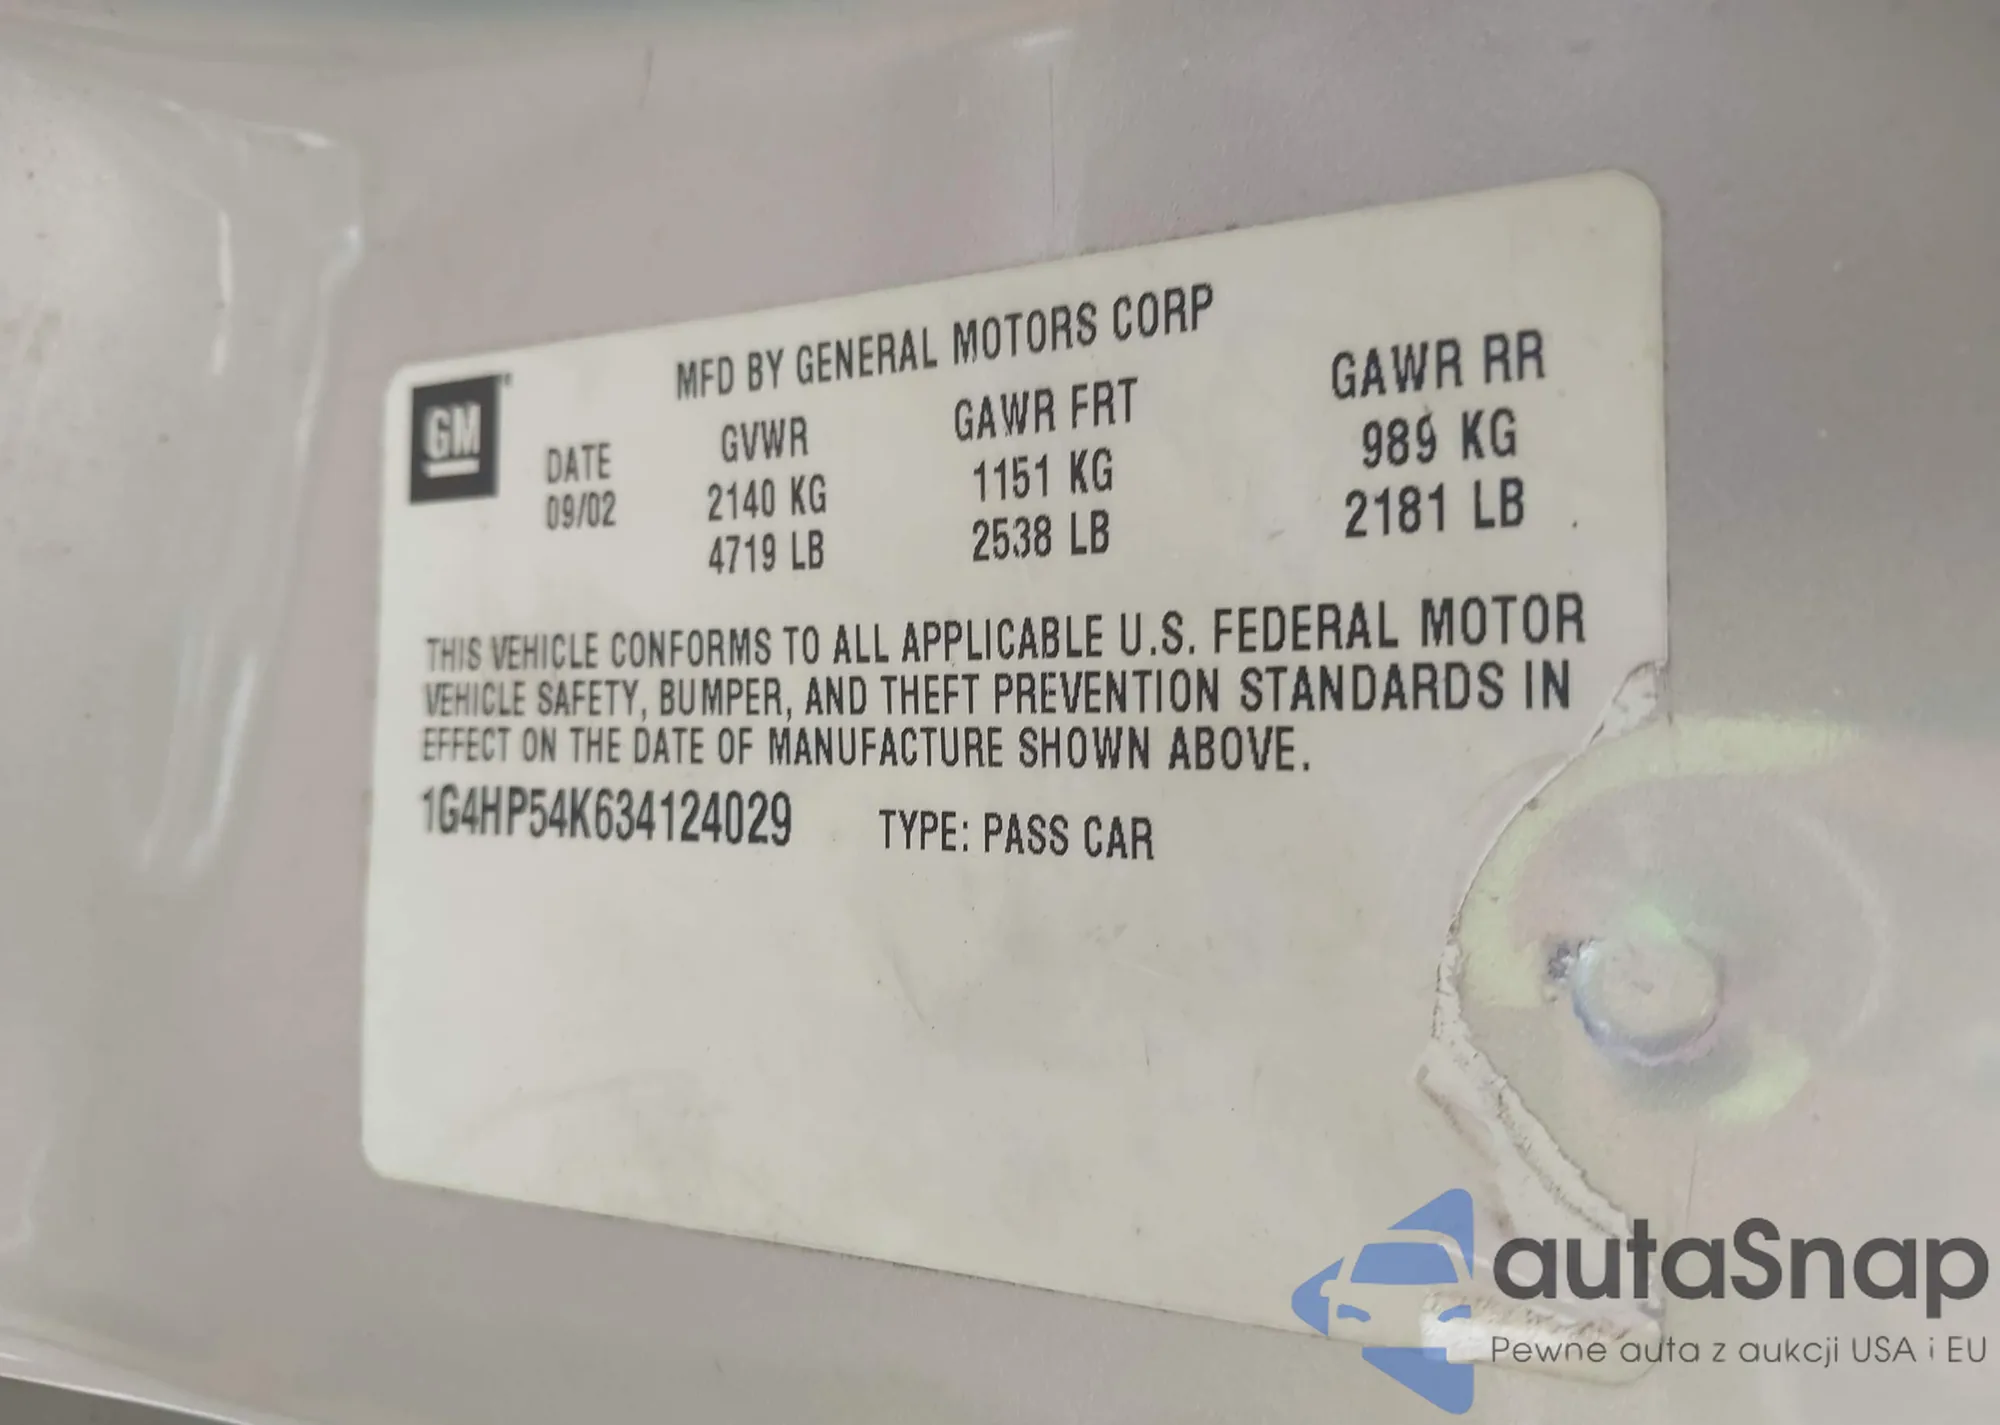 MFD BY GENERAL MOTORS CORP
GM
DATE GVWR GAWR FRT GAWR RR
09/02 2140 KG 1151 KG 989 KG
4719 LB 2538 LB 2181 LB
THIS VEHICLE CONFORMS TO ALL APPLICABLE U.S. FEDERAL MOTOR
VEHICLE SAFETY, BUMPER, AND THEFT PREVENTION STANDARDS IN
EFFECT ON THE DATE OF MANUFACTURE SHOWN ABOVE.
1G4HP54K634124029 TYPE: PASS CAR
autaSnap
Pewne auta z aukcji USA i EU